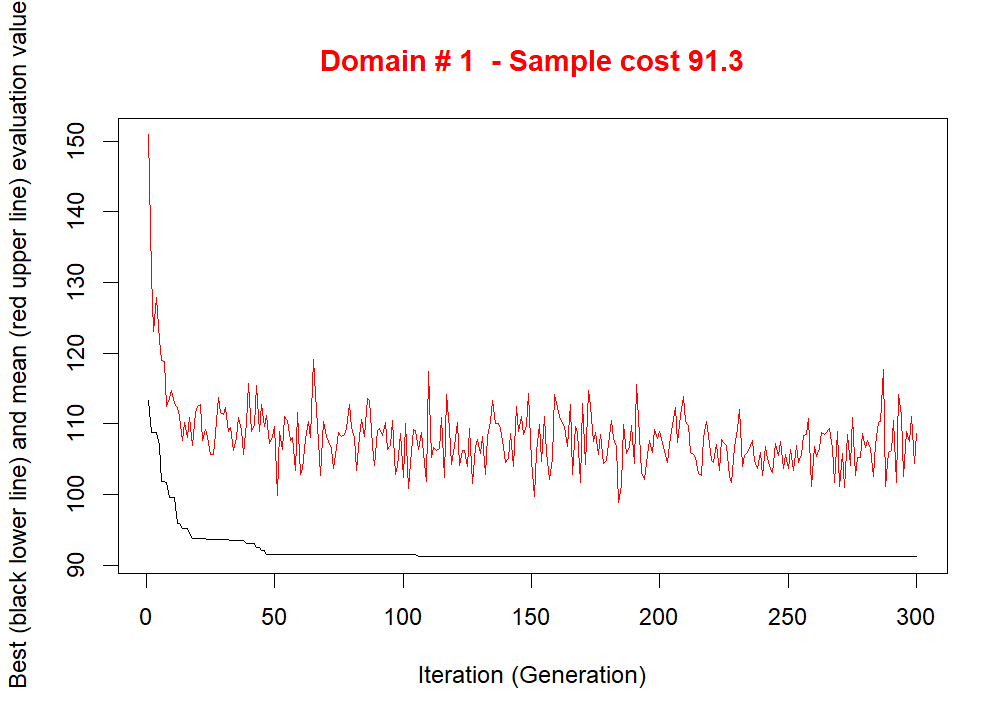 Domain # 1  - Sample cost 91.3
Best (black lower line) and mean (red upper line) evaluation value
150
140
130
120
110
100
90
0 50 100 150 200 250 300
Iteration (Generation)